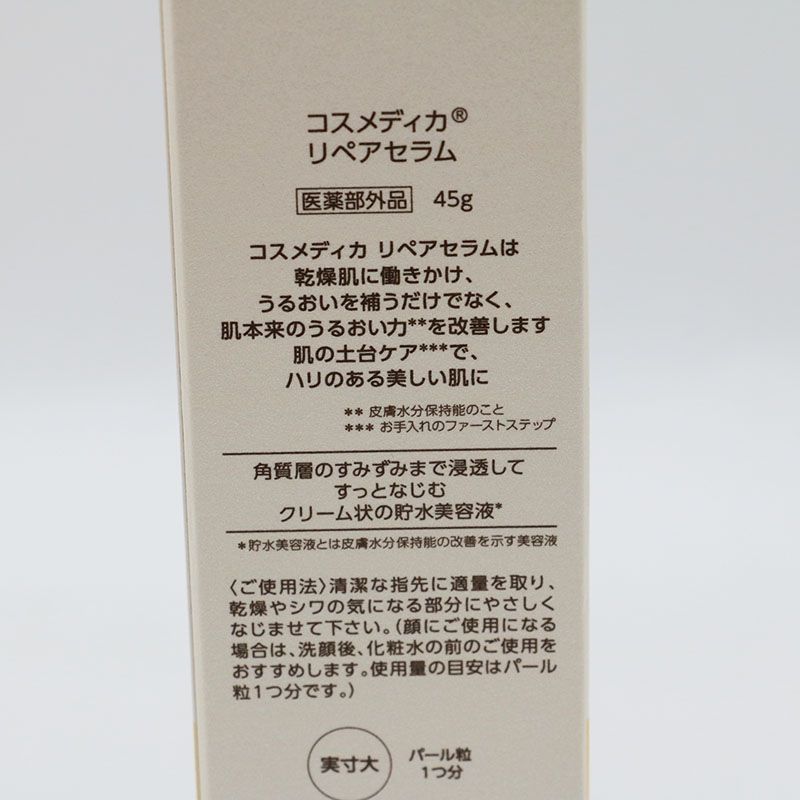 コスメディカ®
リペアセラム
医薬部外品 45g
コスメディカ リペアセラムは
乾燥肌に働きかけ、
うるおいを補うだけでなく、
肌本来のうるおい力**を改善します
肌の土台ケア***で、
ハリのある美しい肌に
** 皮膚水分保持能のこと
*** お手入れのファーストステップ
角質層のすみずみまで浸透して
すっとなじむ
クリーム状の貯水美容液*
*貯水美容液とは皮膚水分保持能の改善を示す美容液
〈ご使用法〉清潔な指先に適量を取り、
乾燥やシワの気になる部分にやさしく
なじませて下さい。(顔にご使用になる
場合は、洗顔後、化粧水の前のご使用を
おすすめします。使用量の目安はパール
粒1つ分です。)
実寸大 パール粒
1つ分